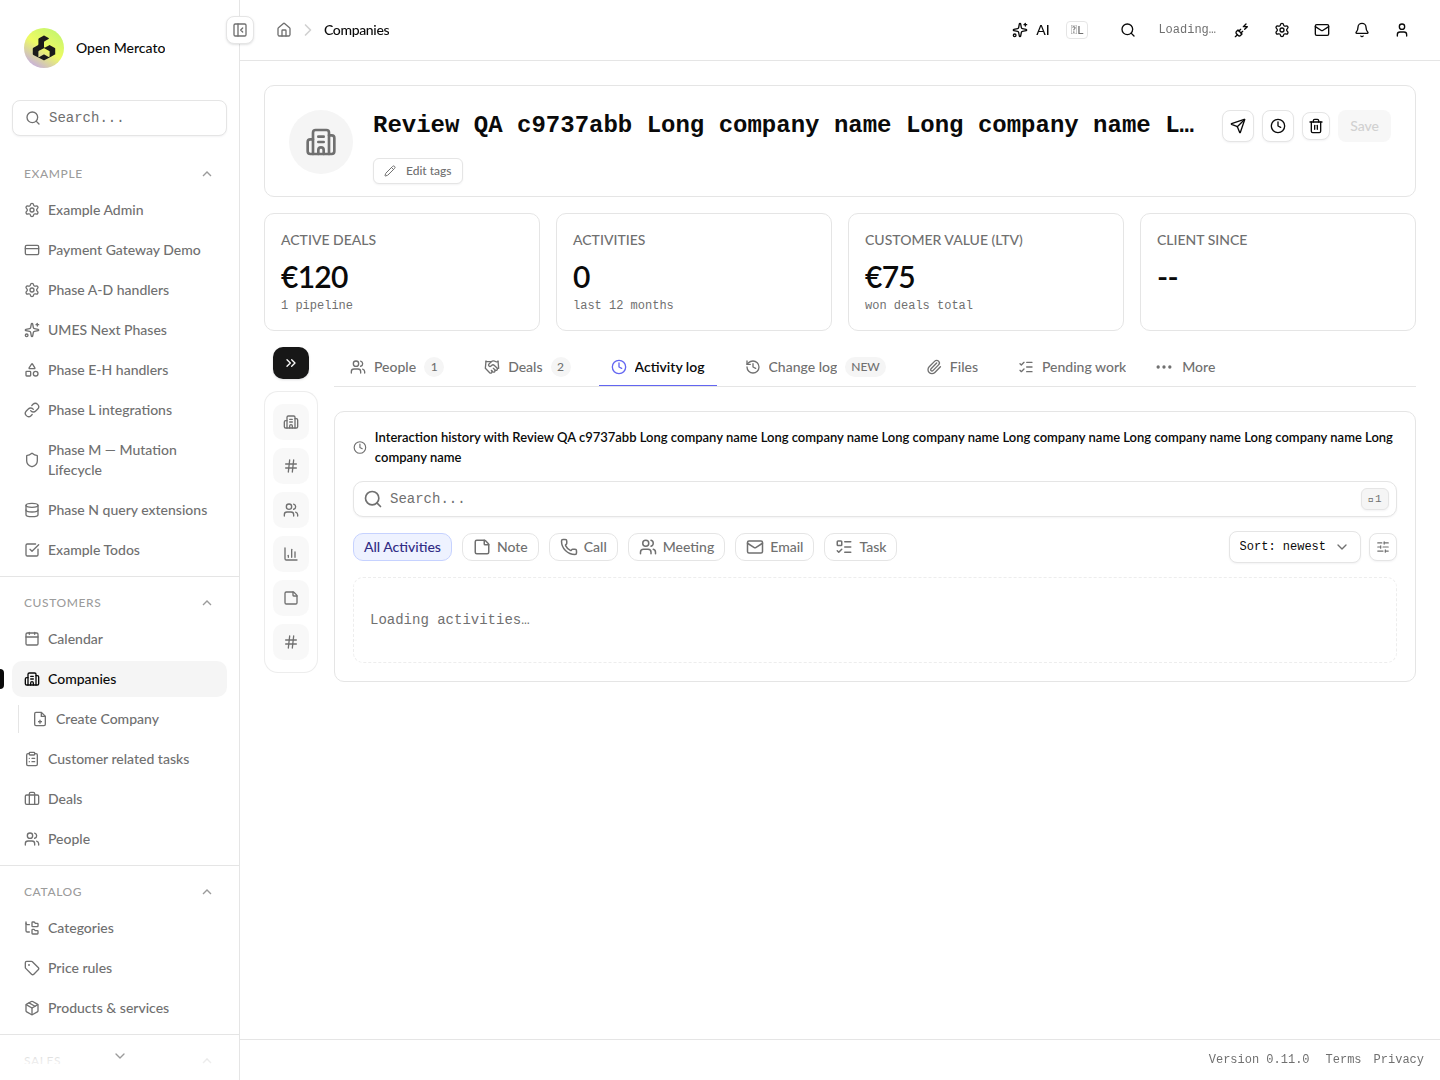 Open Mercato
Companies
AI
L
Loading…
Search...
EXAMPLE
Example Admin
Payment Gateway Demo
Phase A-D handlers
UMES Next Phases
Phase E-H handlers
Phase L integrations
Phase M — Mutation
Lifecycle
Phase N query extensions
Example Todos
CUSTOMERS
Calendar
Companies
Create Company
Customer related tasks
Deals
People
CATALOG
Categories
Price rules
Products & services
SALES
Review QA c9737abb Long company name Long company name L…
Save
Edit tags
ACTIVE DEALS
€120
1 pipeline
ACTIVITIES
0
last 12 months
CUSTOMER VALUE (LTV)
€75
won deals total
CLIENT SINCE
--
People 1
Deals 2
Activity log
Change log NEW
Files
Pending work
More
Interaction history with Review QA c9737abb Long company name Long company name Long company name Long company name Long company name Long company name Long
company name
Search...
1
All Activities
Note
Call
Meeting
Email
Task
Sort: newest
Loading activities…
Version 0.11.0 Terms Privacy